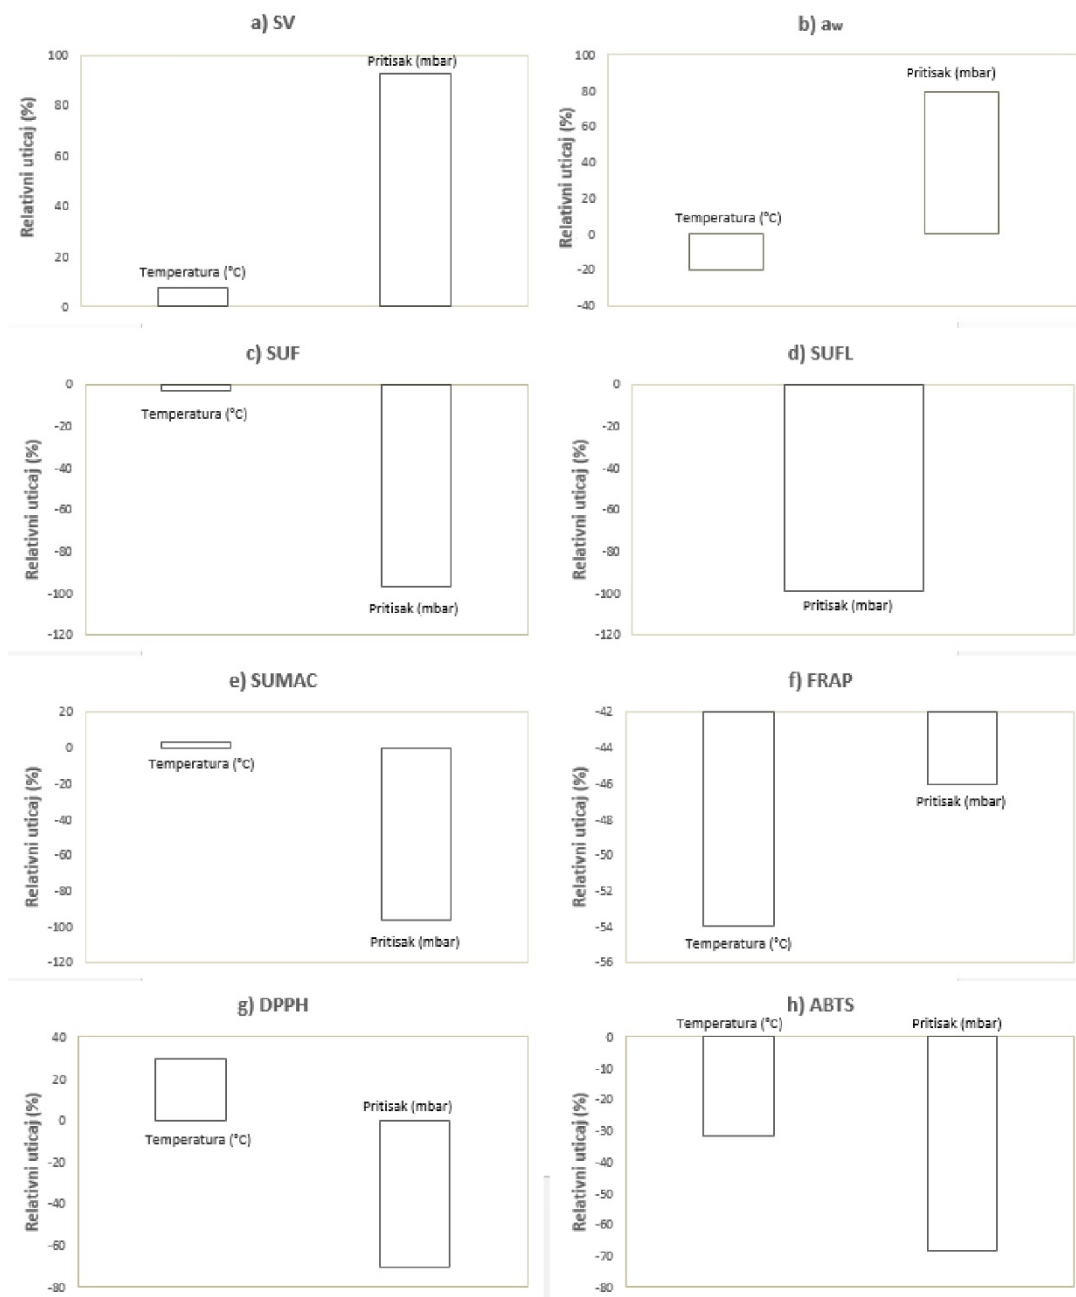 a) SV
Relativni uticaj (%)
100
80
60
40
20
0
Temperatura (°C)
Pritisak (mbar)
b) aw
Relativni uticaj (%)
100
80
60
40
20
0
-20
-40
Temperatura (°C)
Pritisak (mbar)
c) SUF
Relativni uticaj (%)
0
-20
-40
-60
-80
-100
-120
Temperatura (°C)
Pritisak (mbar)
d) SUFL
Relativni uticaj (%)
0
-20
-40
-60
-80
-100
-120
Pritisak (mbar)
e) SUMAC
Relativni uticaj (%)
20
0
-20
-40
-60
-80
-100
-120
Temperatura (°C)
Pritisak (mbar)
f) FRAP
Relativni uticaj (%)
-42
-44
-46
-48
-50
-52
-54
-56
Temperatura (°C)
Pritisak (mbar)
g) DPPH
Relativni uticaj (%)
40
20
0
-20
-40
-60
-80
Temperatura (°C)
Pritisak (mbar)
h) ABTS
Relativni uticaj (%)
0
-10
-20
-30
-40
-50
-60
-70
-80
Temperatura (°C)
Pritisak (mbar)